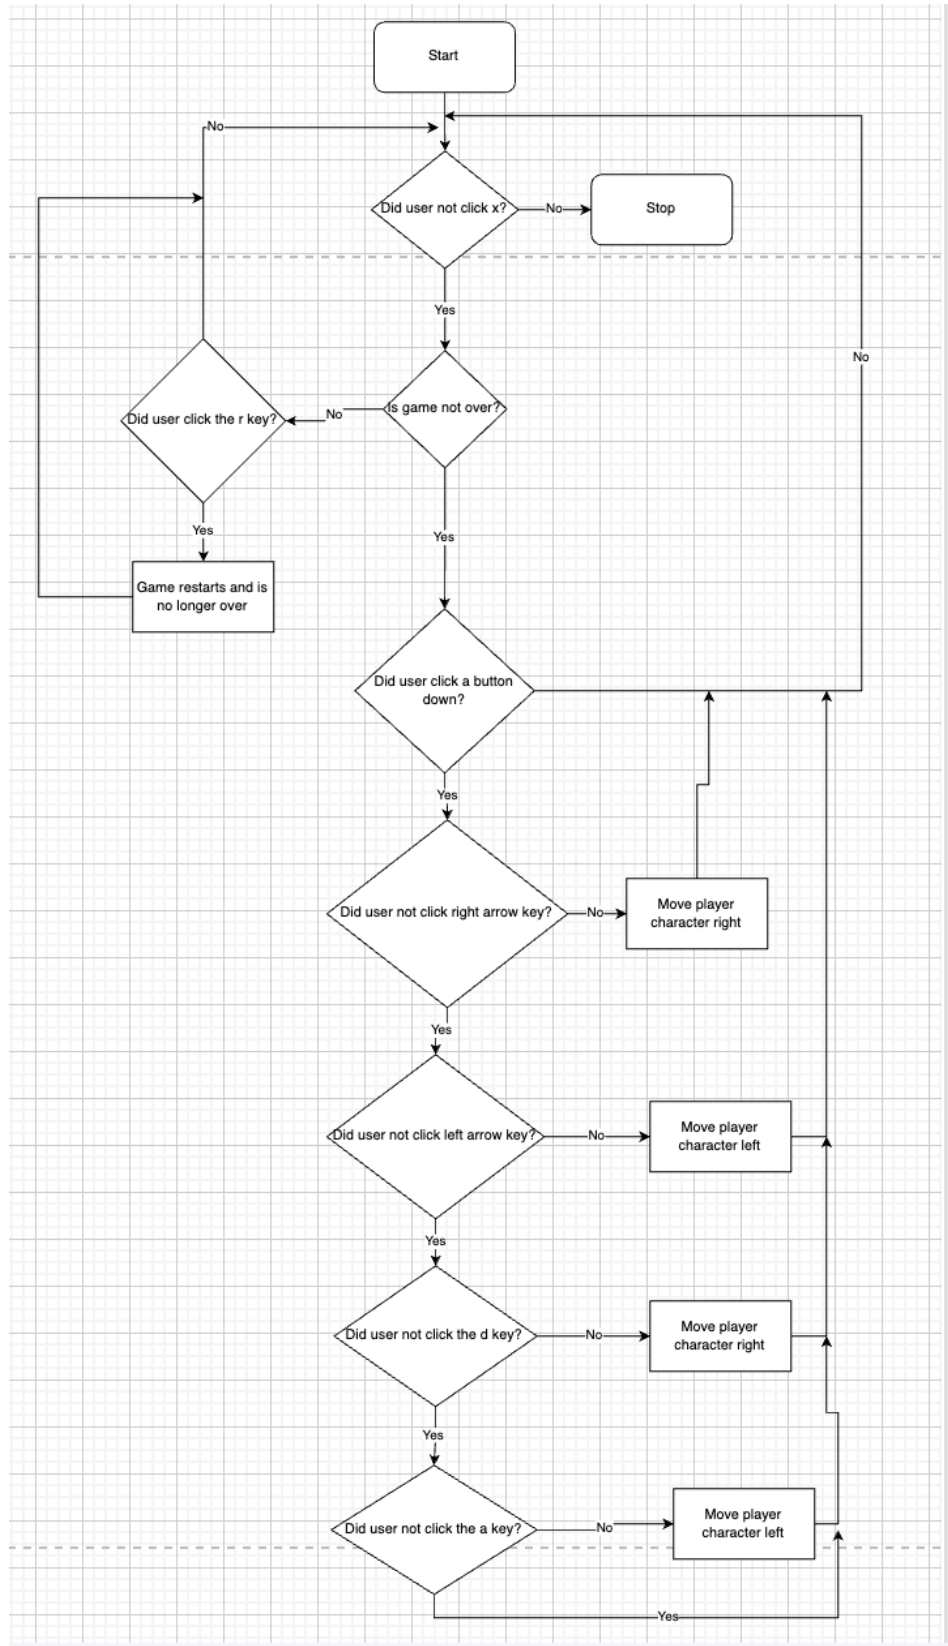 Start
No
Did user not click x?
No
Stop
Yes
No
Is game not over?
No
Did user click the r key?
Yes
Yes
Game restarts and is
no longer over
Did user click a button
down?
Yes
Did user not click right arrow key?
No
Move player
character right
Yes
Did user not click left arrow key?
No
Move player
character left
Yes
Did user not click the d key?
No
Move player
character right
Yes
Did user not click the a key?
No
Move player
character left
Yes